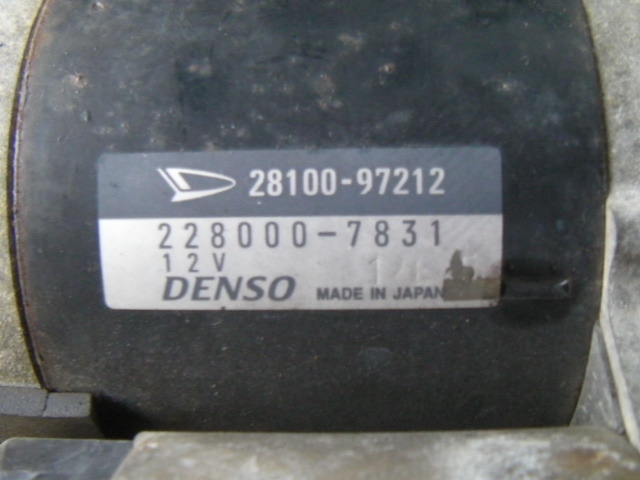 28100-97212
228000-7831
12V
DENSO MADE IN JAPAN